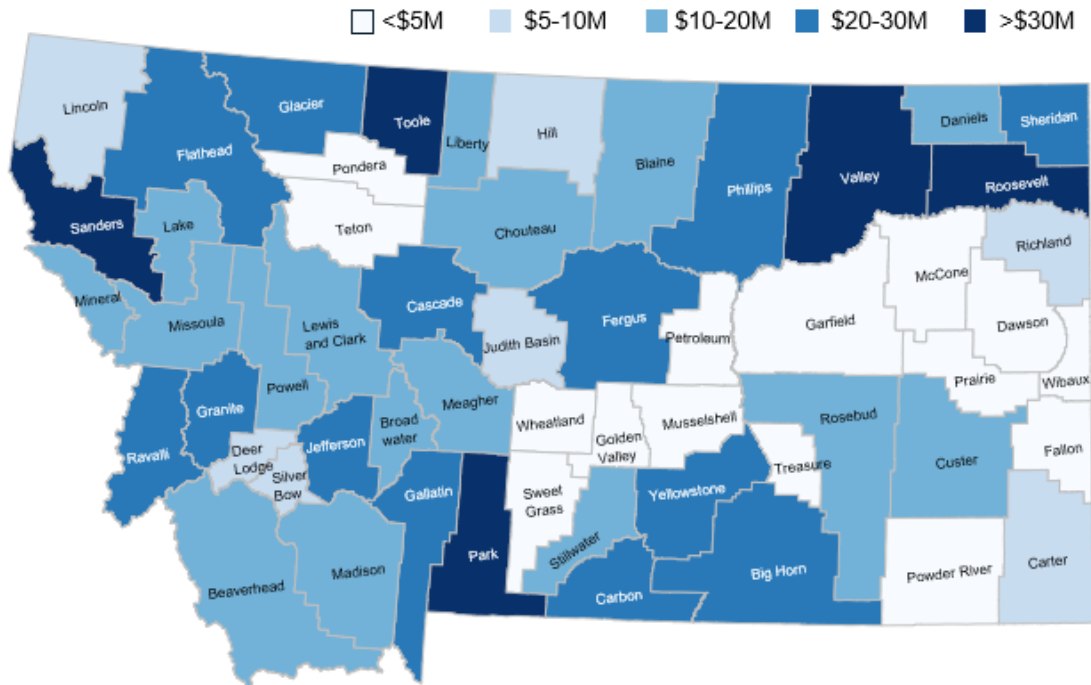 <$5M
$5-10M
$10-20M
$20-30M
>$30M
Lincoln
Glacier
Toole
Liberty
Hill
Blaine
Daniels
Sheridan
Flathead
Pondera
Phillips
Valley
Roosevelt
Sanders
Lake
Teton
Chouteau
Richland
McCone
Mineral
Missoula
Lewis
and Clark
Cascade
Judith Basin
Fergus
Petroleum
Garfield
Dawson
Prairie
Wibaux
Powell
Granite
Ravalli
Deer
Lodge
Silver
Bow
Jefferson
Broad
water
Meagher
Wheatland
Golden
Valley
Musselshell
Rosebud
Treasure
Custer
Fallon
Gallatin
Park
Sweet
Grass
Stillwater
Yellowstone
Beaverhead
Madison
Carbon
Big Horn
Powder River
Carter